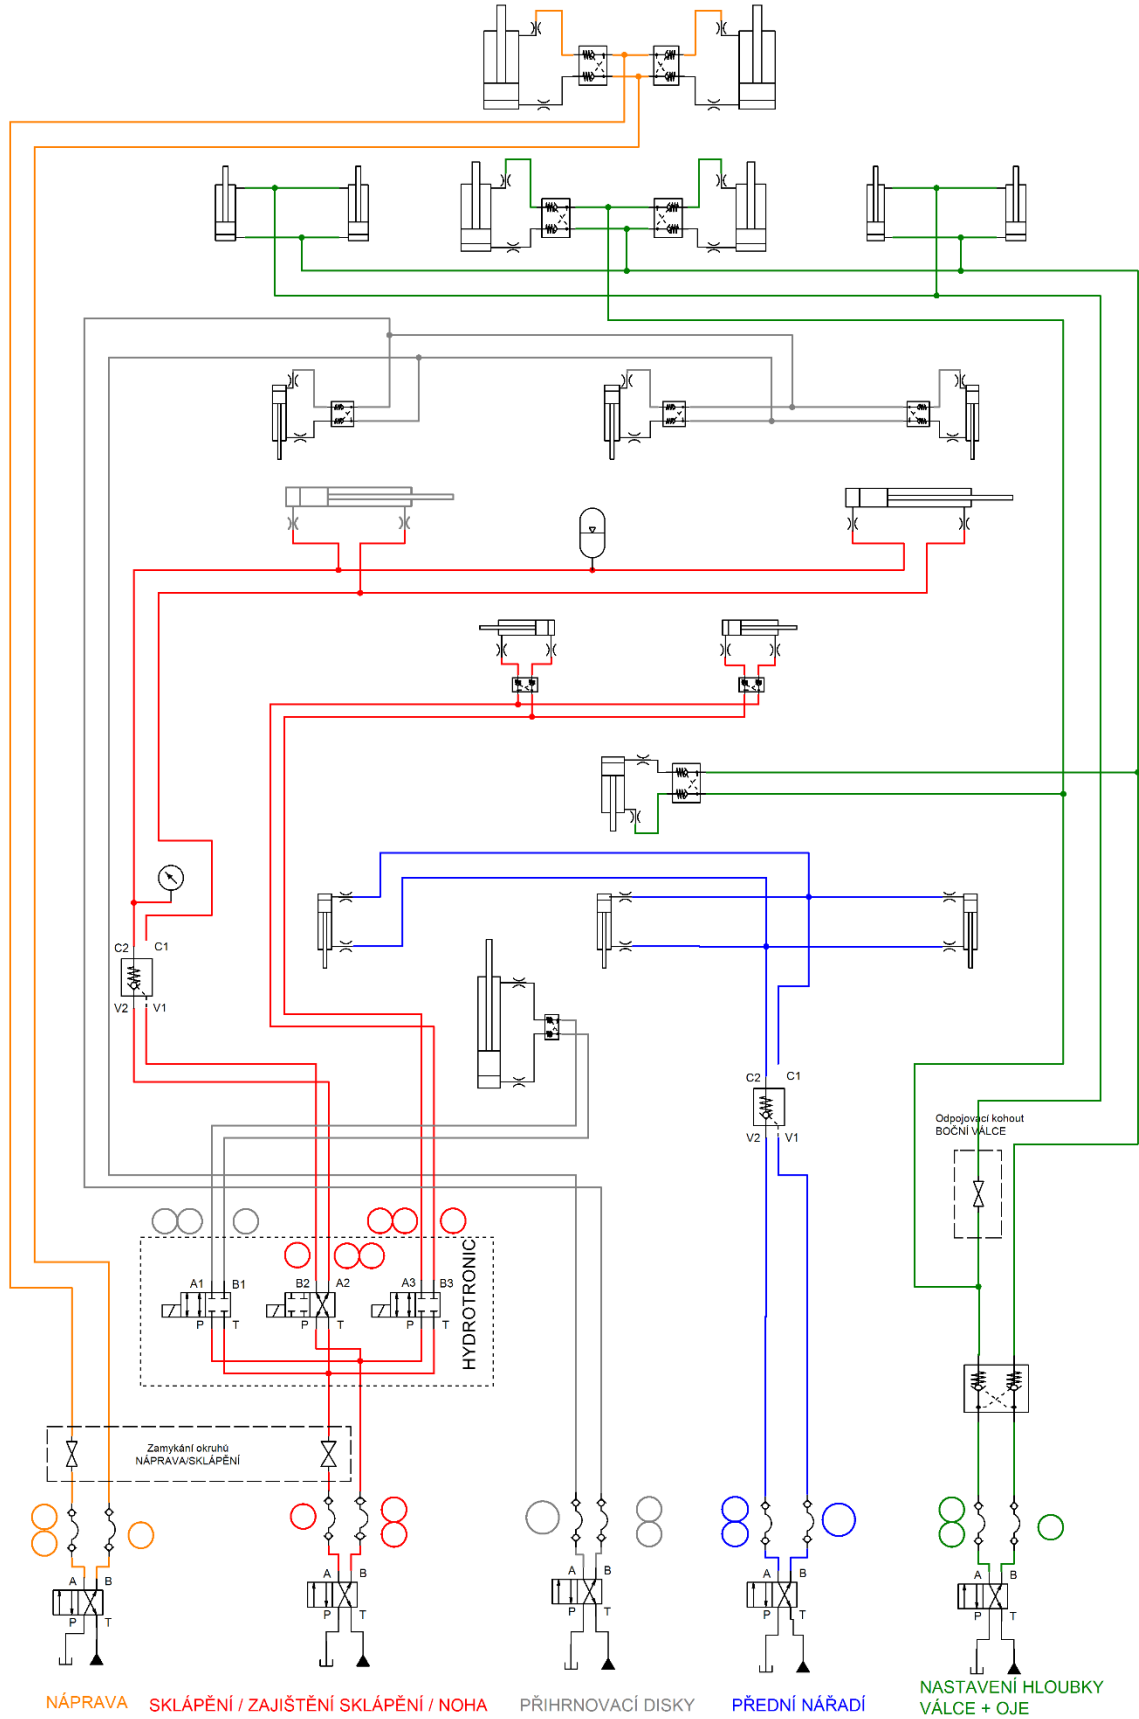 C2 C1
V2 V1
C2 C1
V2 V1
Odpojovací kohout
BOČNÍ VÁLCE
A1 B1 B2 A2 A3 B3
P T P T P T
HYDROTRONIC
Zamykání okruhů
NÁPRAVA/SKLÁPĚNÍ
A B A B A B A B A B
P T P T P T P T P T
NÁPRAVA
SKLÁPĚNÍ / ZAJIŠTĚNÍ SKLÁPĚNÍ / NOHA
PŘIHRNOVACÍ DISKY
PŘEDNÍ NÁŘADÍ
NASTAVENÍ HLOUBKY
VÁLCE + OJE